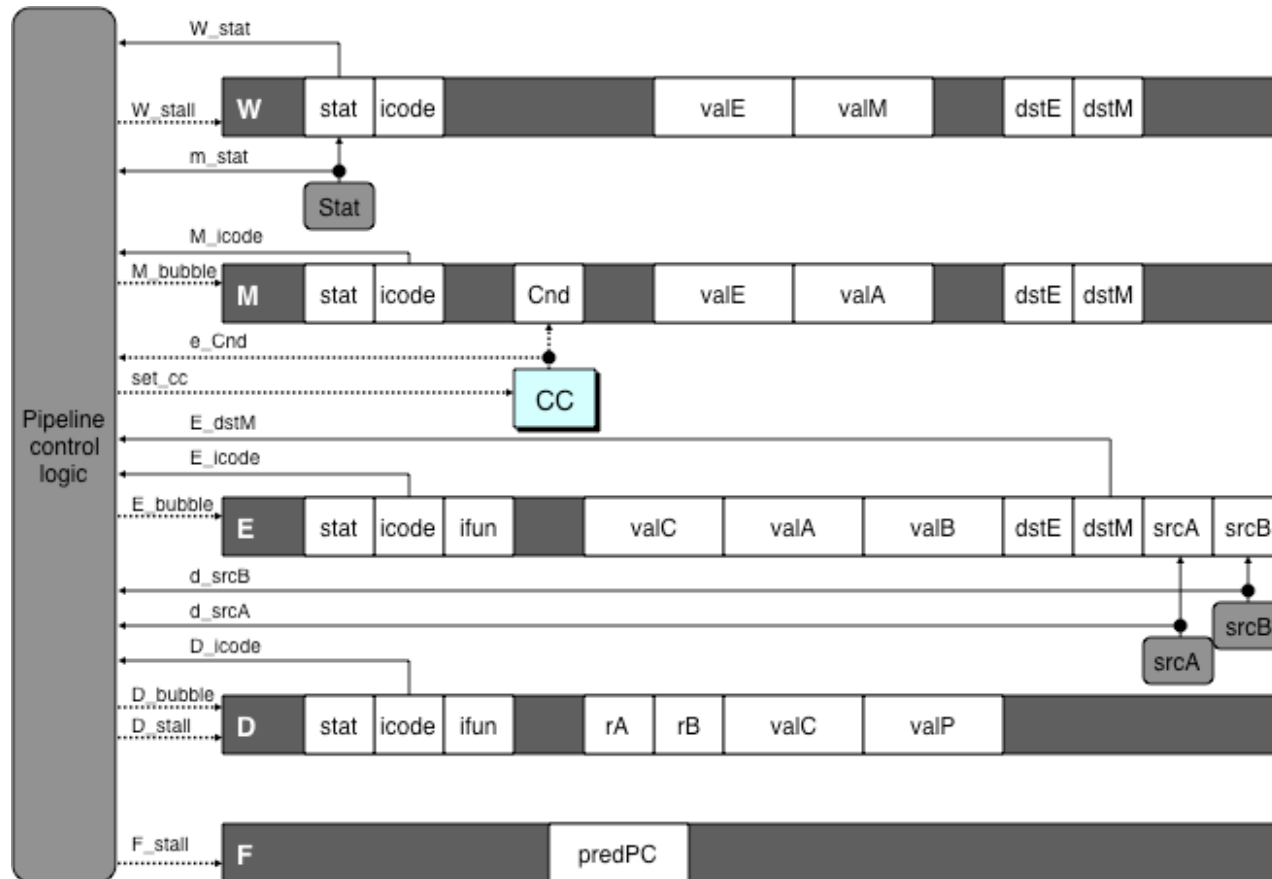 W_stat
W_stall
W stat icode valE valM dstE dstM
m_stat
Stat
M_icode
M_bubble
M stat icode Cnd valE valA dstE dstM
e_Cnd
set_cc
CC
Pipeline
control
logic
E_dstM
E_icode
E_bubble
E stat icode ifun valC valA valB dstE dstM srcA srcB
d_srcB
d_srcA
srcB
D_icode
srcA
D_bubble
D_stall
D stat icode ifun rA rB valC valP
F_stall
F predPC